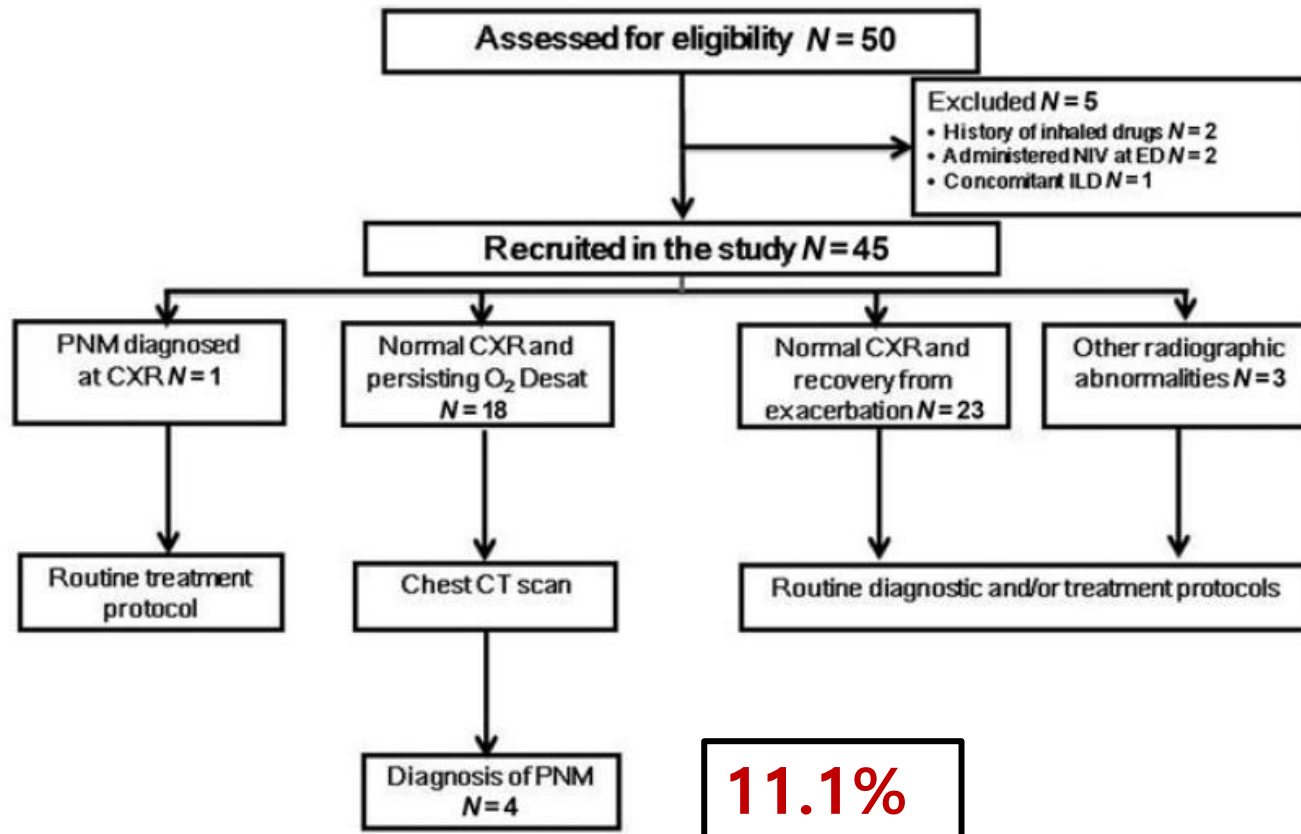 Assessed for eligibility N = 50
Excluded N = 5
• History of inhaled drugs N = 2
• Administered NIV at ED N = 2
• Concomitant ILD N = 1
Recruited in the study N = 45
PNM diagnosed
at CXR N = 1
Normal CXR and
persisting O₂ Desat
N = 18
Normal CXR and
recovery from
exacerbation N = 23
Other radiographic
abnormalities N = 3
Routine treatment
protocol
Chest CT scan
Routine diagnostic and/or treatment protocols
Diagnosis of PNM
N = 4
11.1%